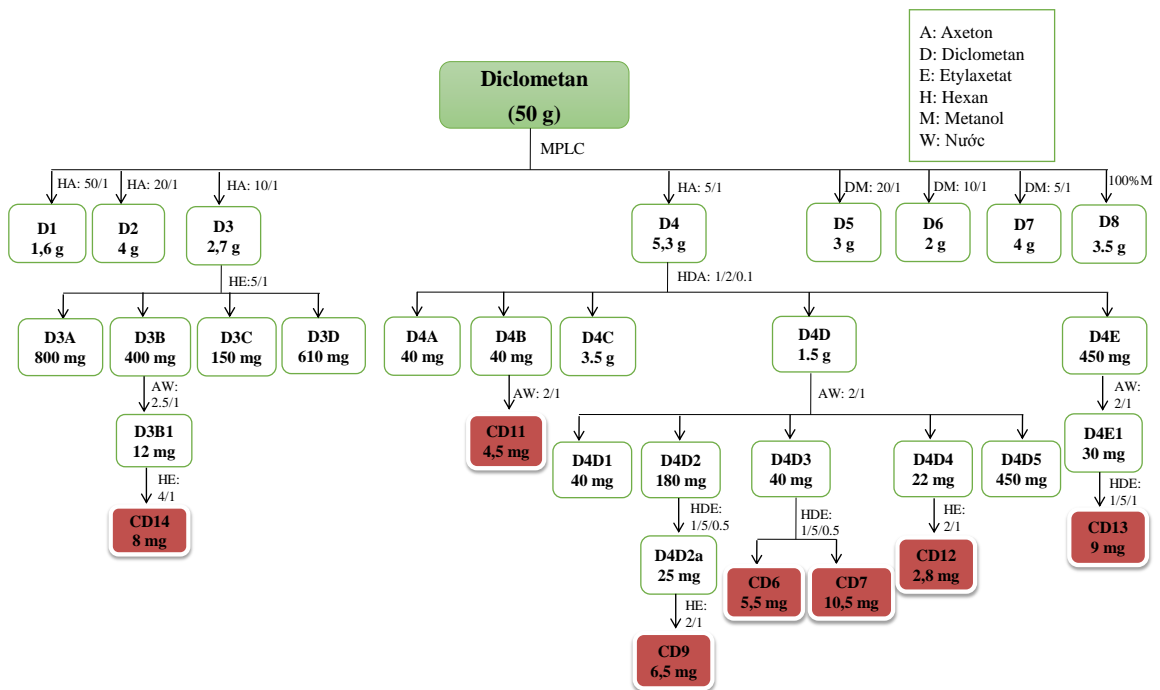 A: Axeton
D: Diclometan
E: Etylaxetat
H: Hexan
M: Metanol
W: Nước
Diclometan
(50 g)
MPLC
HA: 50/1
HA: 20/1
HA: 10/1
HA: 5/1
DM: 20/1
DM: 10/1
DM: 5/1
100%M
D1
1,6 g
D2
4 g
D3
2,7 g
D4
5,3 g
D5
3 g
D6
2 g
D7
4 g
D8
3.5 g
HE:5/1
HDA: 1/2/0.1
D3A
800 mg
D3B
400 mg
D3C
150 mg
D3D
610 mg
D4A
40 mg
D4B
40 mg
D4C
3.5 g
D4D
1.5 g
D4E
450 mg
AW:
2.5/1
AW: 2/1
AW: 2/1
AW:
2/1
D3B1
12 mg
CD11
4,5 mg
D4D1
40 mg
D4D2
180 mg
D4D3
40 mg
D4D4
22 mg
D4D5
450 mg
D4E1
30 mg
HE:
4/1
HDE:
1/5/0.5
HDE:
1/5/0.5
HE:
2/1
HDE:
1/5/1
CD14
8 mg
D4D2a
25 mg
CD6
5,5 mg
CD7
10,5 mg
CD12
2,8 mg
CD13
9 mg
HE:
2/1
CD9
6,5 mg